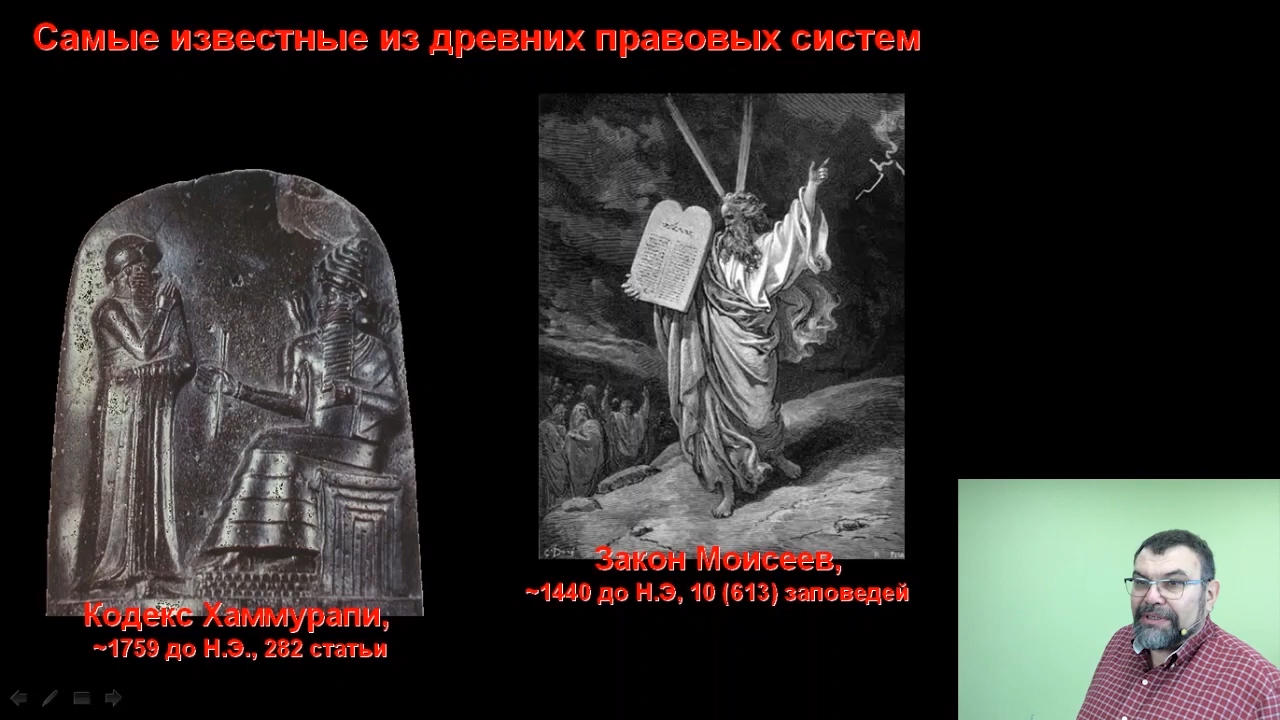 Самые известные из древних правовых систем
Закон Моисеев,
~1440 до Н.Э, 10 (613) заповедей
Кодекс Хаммурапи,
~1759 до Н.Э., 282 статьи